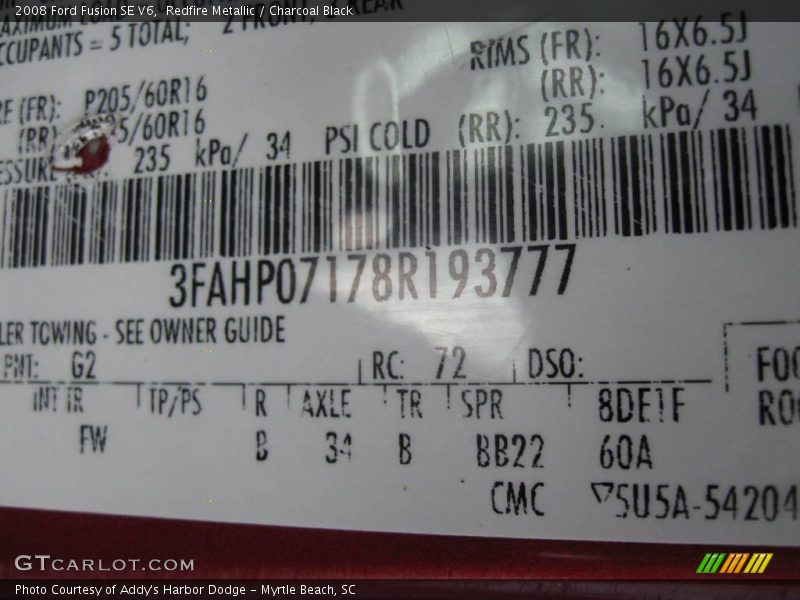 2008 Ford Fusion SE V6, Redfire Metallic / Charcoal Black
CCUPANTS = 5 TOTAL; 2 FRONT,
RIMS (FR): 16X6.5J
(RR): 16X6.5J
RE (FR): P205/60R16
(RR) 5/60R16
235 kPa/ 34 PSI COLD (RR): 235 kPa/ 34
3FAHP07178R193777
LER TOWING - SEE OWNER GUIDE
PNT: G2 RC: 72 DSO:
INT TR TP/PS R AXLE TR SPR 8DE1F
FW B 34 B BB22 60A
CMC 5U5A-54204
GTCARLOT.COM
Photo Courtesy of Addy's Harbor Dodge – Myrtle Beach, SC